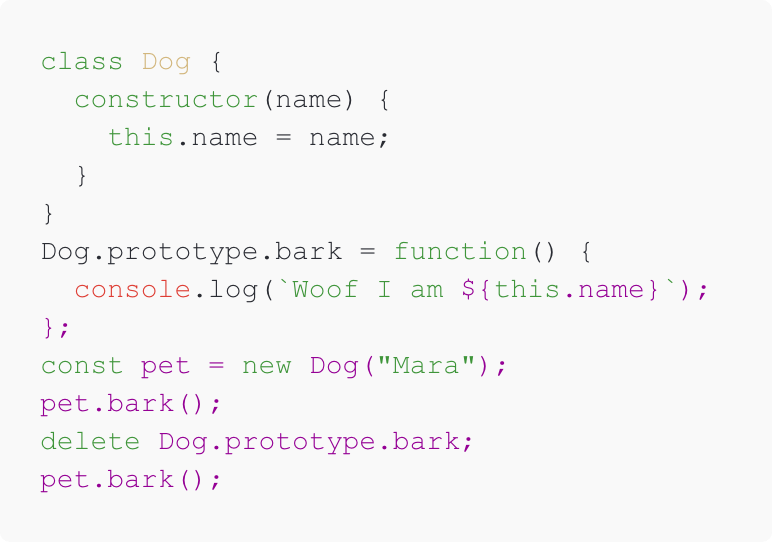 class Dog {
  constructor(name) {
    this.name = name;
  }
}
Dog.prototype.bark = function() {
  console.log(`Woof I am ${this.name}`);
};
const pet = new Dog("Mara");
pet.bark();
delete Dog.prototype.bark;
pet.bark();